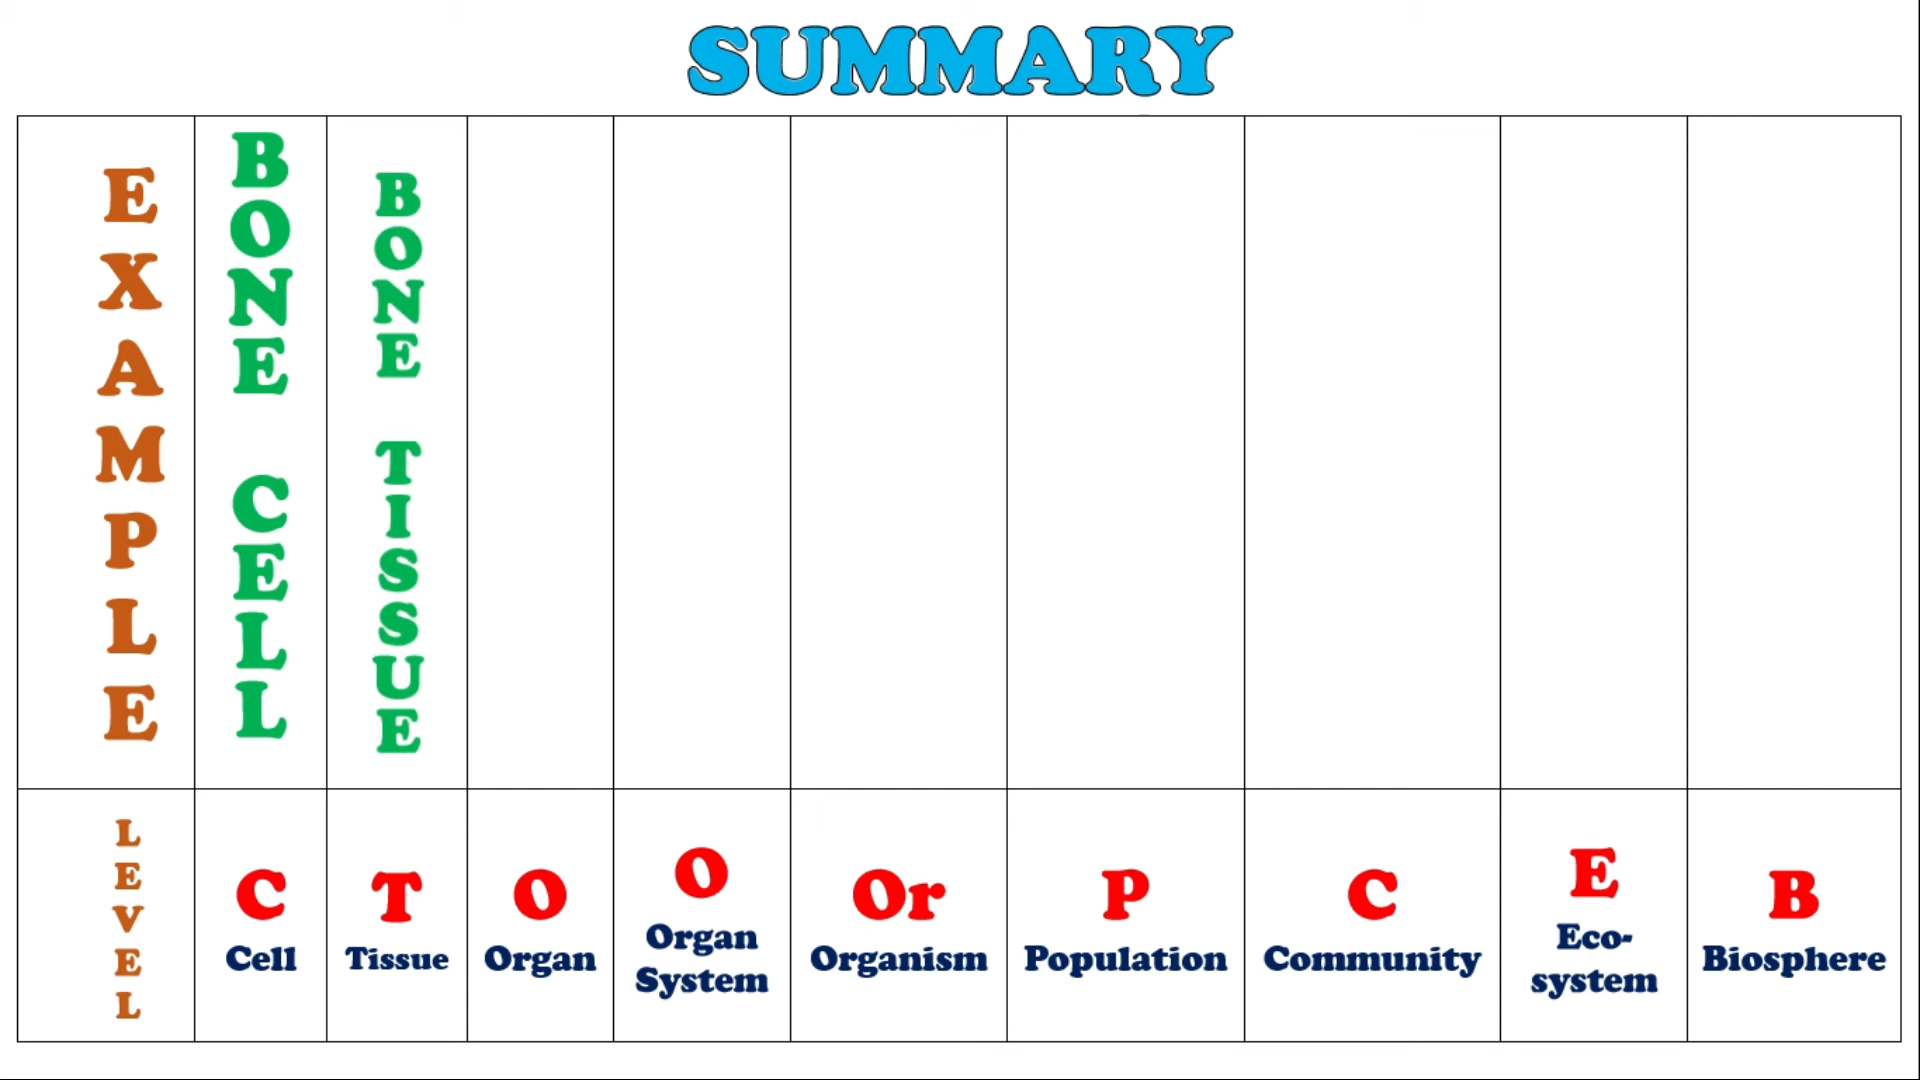 SUMMARY
EXAMPLE
BONE CELL
BONE TISSUE
LEVEL
C
Cell
T
Tissue
O
Organ
O
Organ
System
Or
Organism
P
Population
C
Community
E
Eco-
system
B
Biosphere